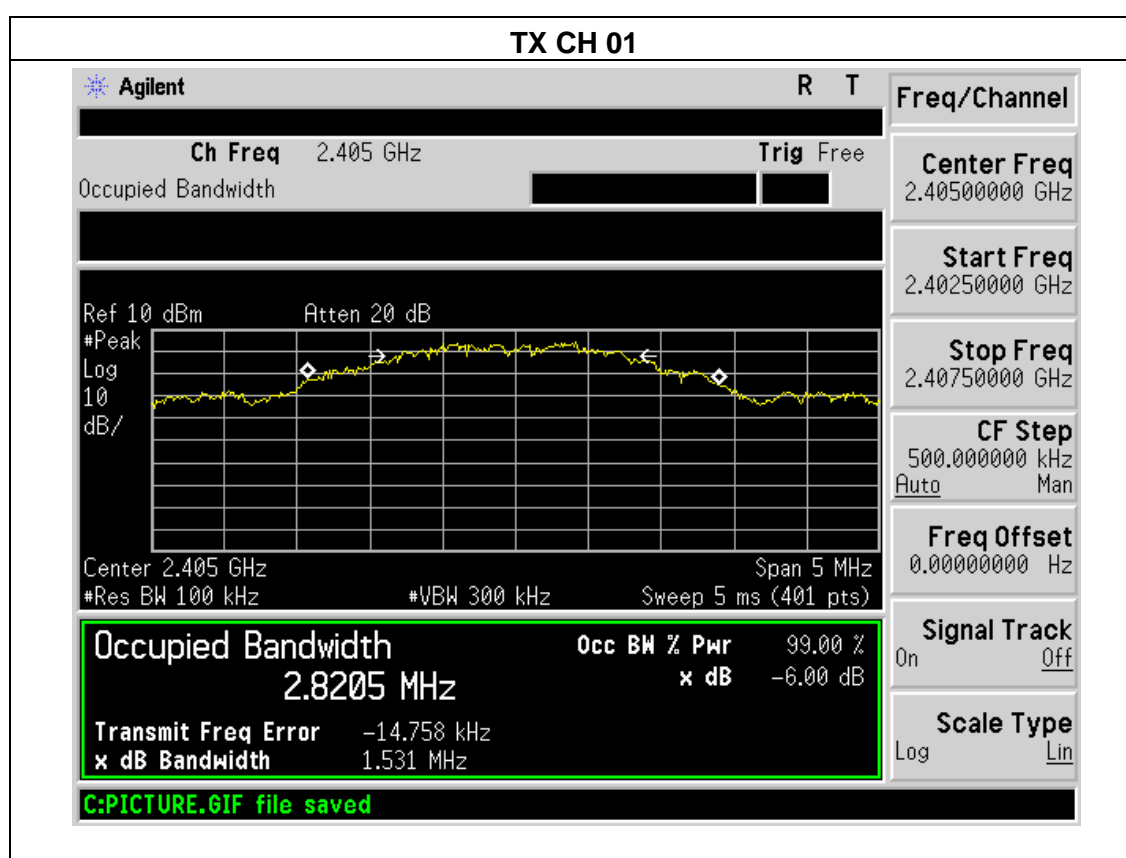 TX CH 01
Agilent R T
Freq/Channel
Ch Freq 2.405 GHz Trig Free
Occupied Bandwidth
Center Freq
2.40500000 GHz
Start Freq
2.40250000 GHz
Ref 10 dBm Atten 20 dB
#Peak
Log
10
dB/
Stop Freq
2.40750000 GHz
CF Step
500.000000 kHz
Auto Man
Freq Offset
0.00000000 Hz
Center 2.405 GHz Span 5 MHz
#Res BW 100 kHz #VBW 300 kHz Sweep 5 ms (401 pts)
Signal Track
On Off
Occupied Bandwidth Occ BW % Pwr 99.00 %
2.8205 MHz x dB -6.00 dB
Transmit Freq Error -14.758 kHz
x dB Bandwidth 1.531 MHz
Scale Type
Log Lin
C:PICTURE.GIF file saved